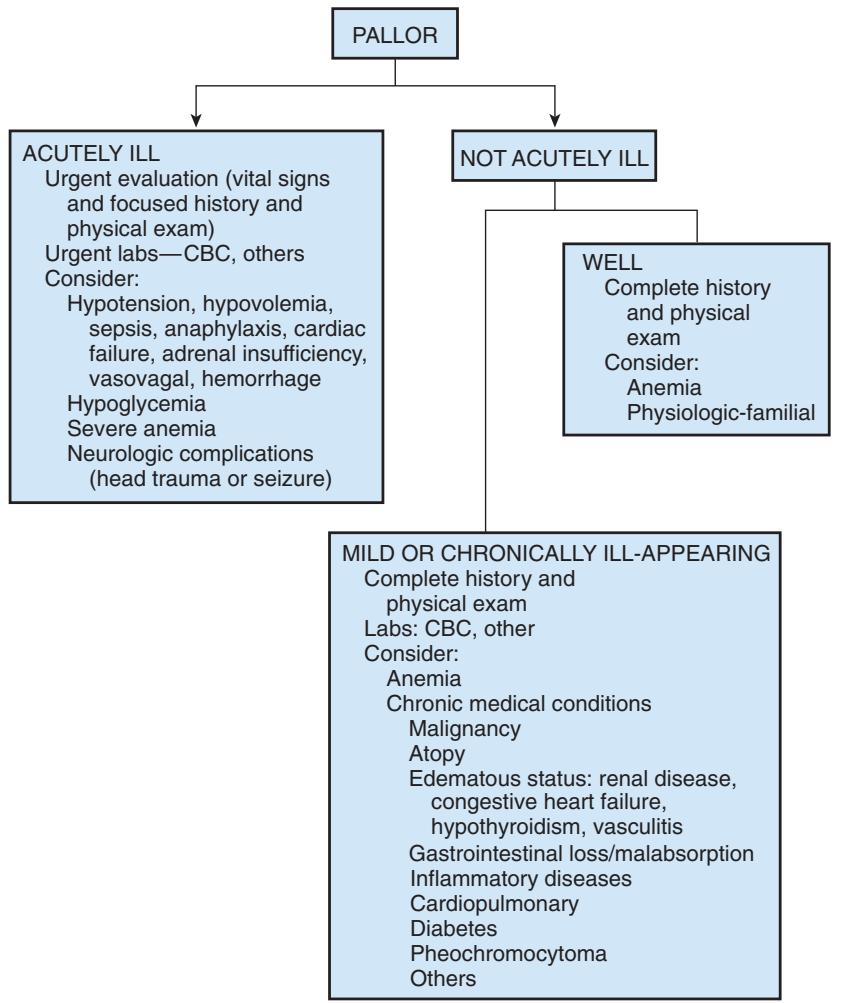 PALLOR
ACUTELY ILL
Urgent evaluation (vital signs
and focused history and
physical exam)
Urgent labs—CBC, others
Consider:
Hypotension, hypovolemia,
sepsis, anaphylaxis, cardiac
failure, adrenal insufficiency,
vasovagal, hemorrhage
Hypoglycemia
Severe anemia
Neurologic complications
(head trauma or seizure)
NOT ACUTELY ILL
WELL
Complete history
and physical
exam
Consider:
Anemia
Physiologic-familial
MILD OR CHRONICALLY ILL-APPEARING
Complete history and
physical exam
Labs: CBC, other
Consider:
Anemia
Chronic medical conditions
Malignancy
Atopy
Edematous status: renal disease,
congestive heart failure,
hypothyroidism, vasculitis
Gastrointestinal loss/malabsorption
Inflammatory diseases
Cardiopulmonary
Diabetes
Pheochromocytoma
Others